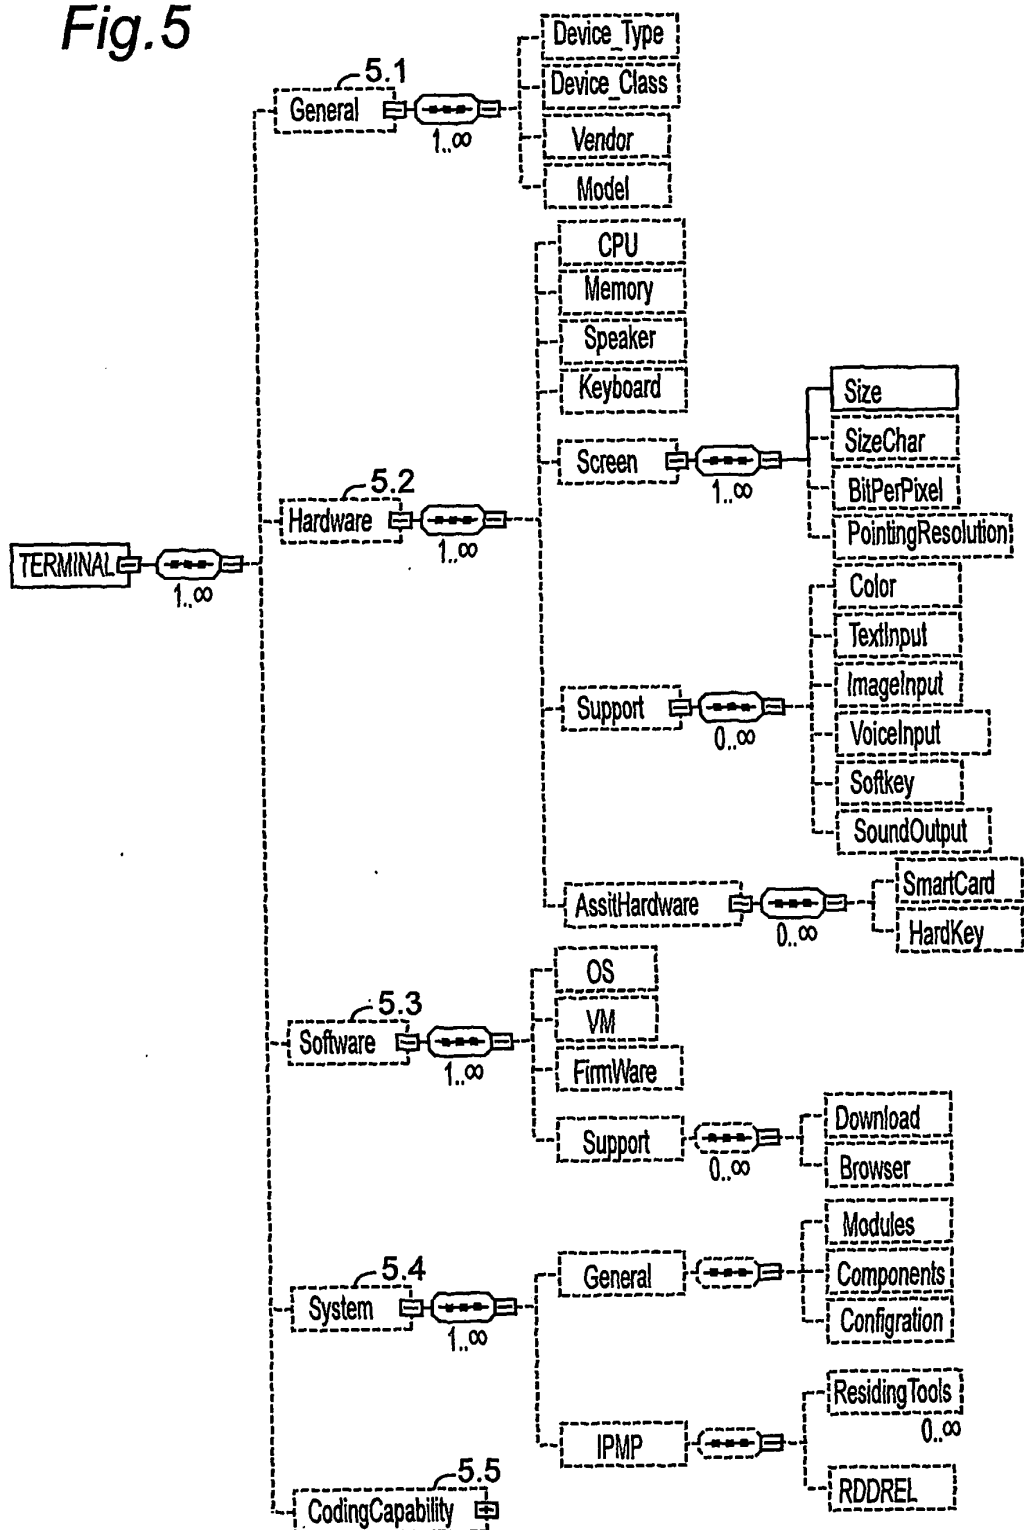 Fig.5
Device_Type
5.1
Device_Class
General
1..∞
Vendor
Model
CPU
Memory
Speaker
Keyboard
Size
SizeChar
Screen
1..∞
BitPerPixel
PointingResolution
5.2
Hardware
1..∞
TERMINAL
1..∞
Color
TextInput
ImageInput
Support
0..∞
VoiceInput
Softkey
SoundOutput
SmartCard
AssitHardware
0..∞
HardKey
OS
5.3
VM
Software
1..∞
FirmWare
Download
Support
0..∞
Browser
Modules
5.4
General
Components
System
1..∞
Configration
ResidingTools
0..∞
IPMP
RDDREL
5.5
CodingCapability